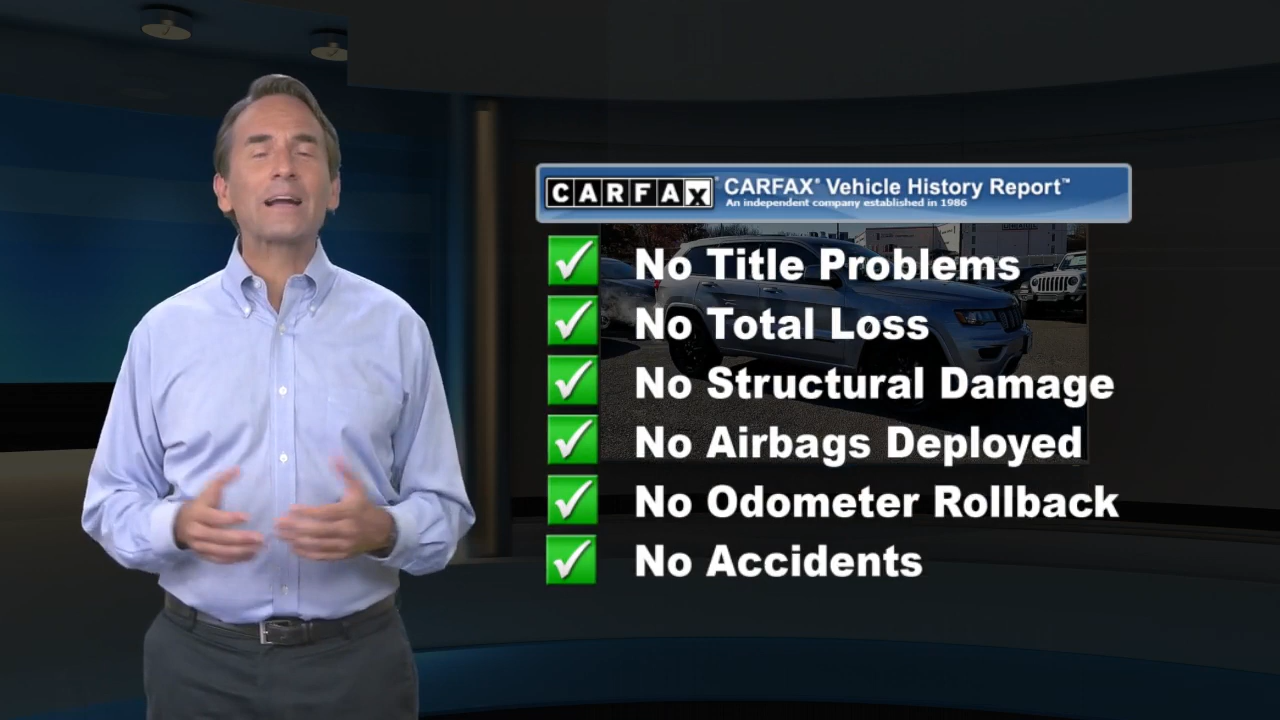 CARFAX
CARFAX® Vehicle History Report™
An independent company established in 1986
No Title Problems
No Total Loss
No Structural Damage
No Airbags Deployed
No Odometer Rollback
No Accidents